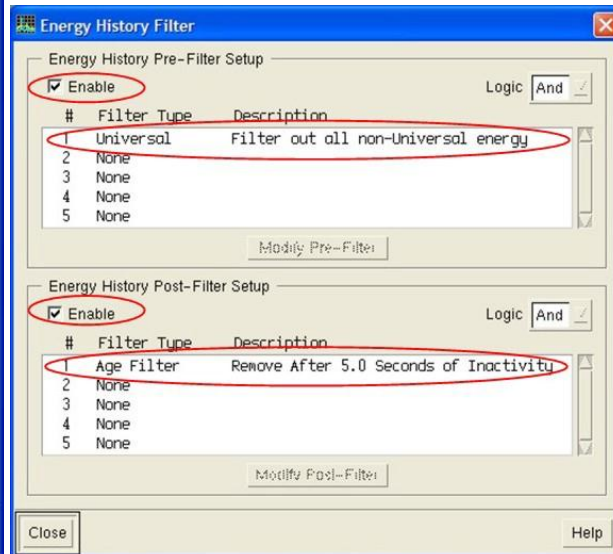 Energy History Filter
Energy History Pre-Filter Setup
Enable
Logic And
# Filter Type Description
1 Universal Filter out all non-Universal energy
2 None
3 None
4 None
5 None
Modify Pre-Filter
Energy History Post-Filter Setup
Enable
Logic And
# Filter Type Description
1 Age Filter Remove After 5.0 Seconds of Inactivity
2 None
3 None
4 None
5 None
Modify Post-Filter
Close Help